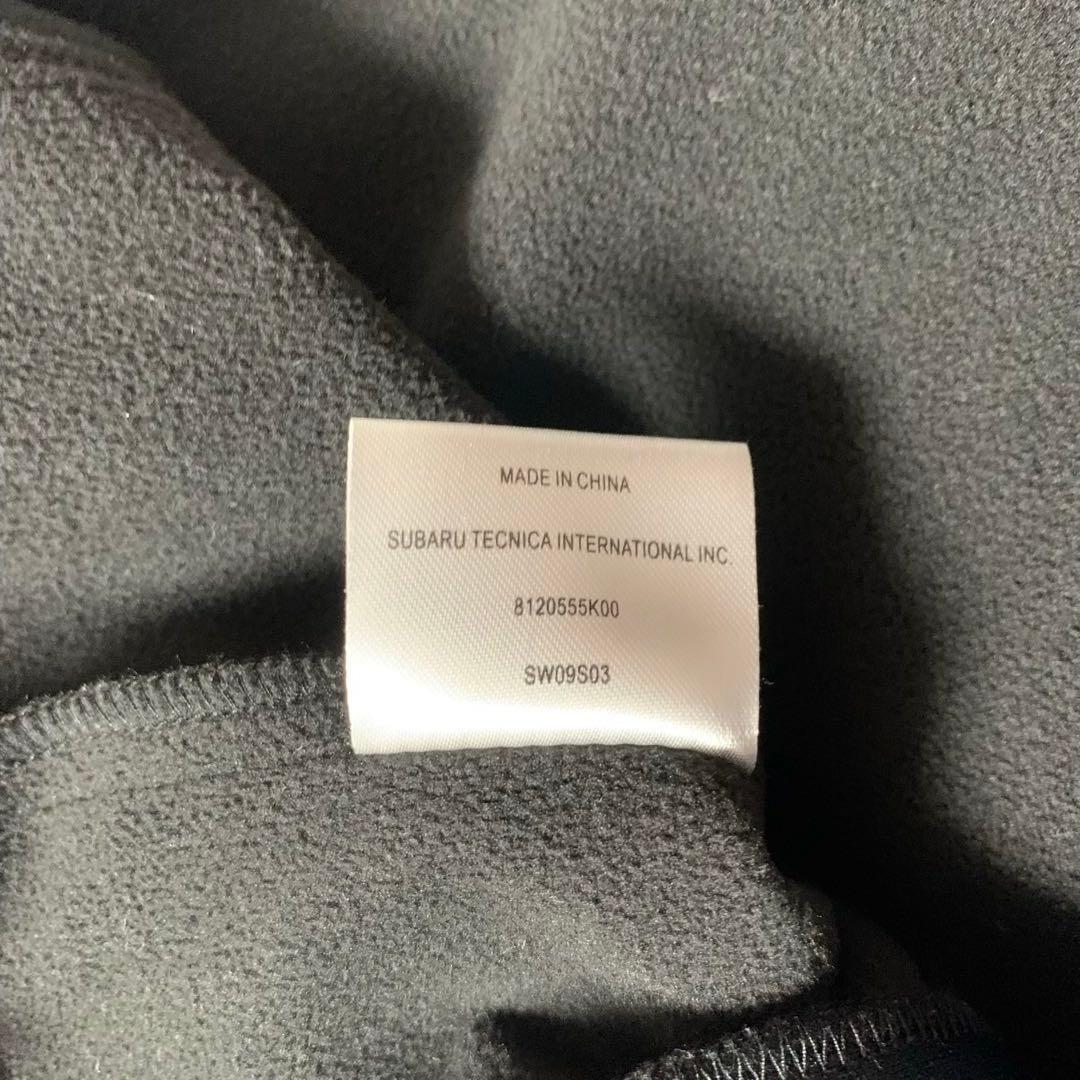 MADE IN CHINA
SUBARU TECNICA INTERNATIONAL INC.
8120555K00
SW09S03